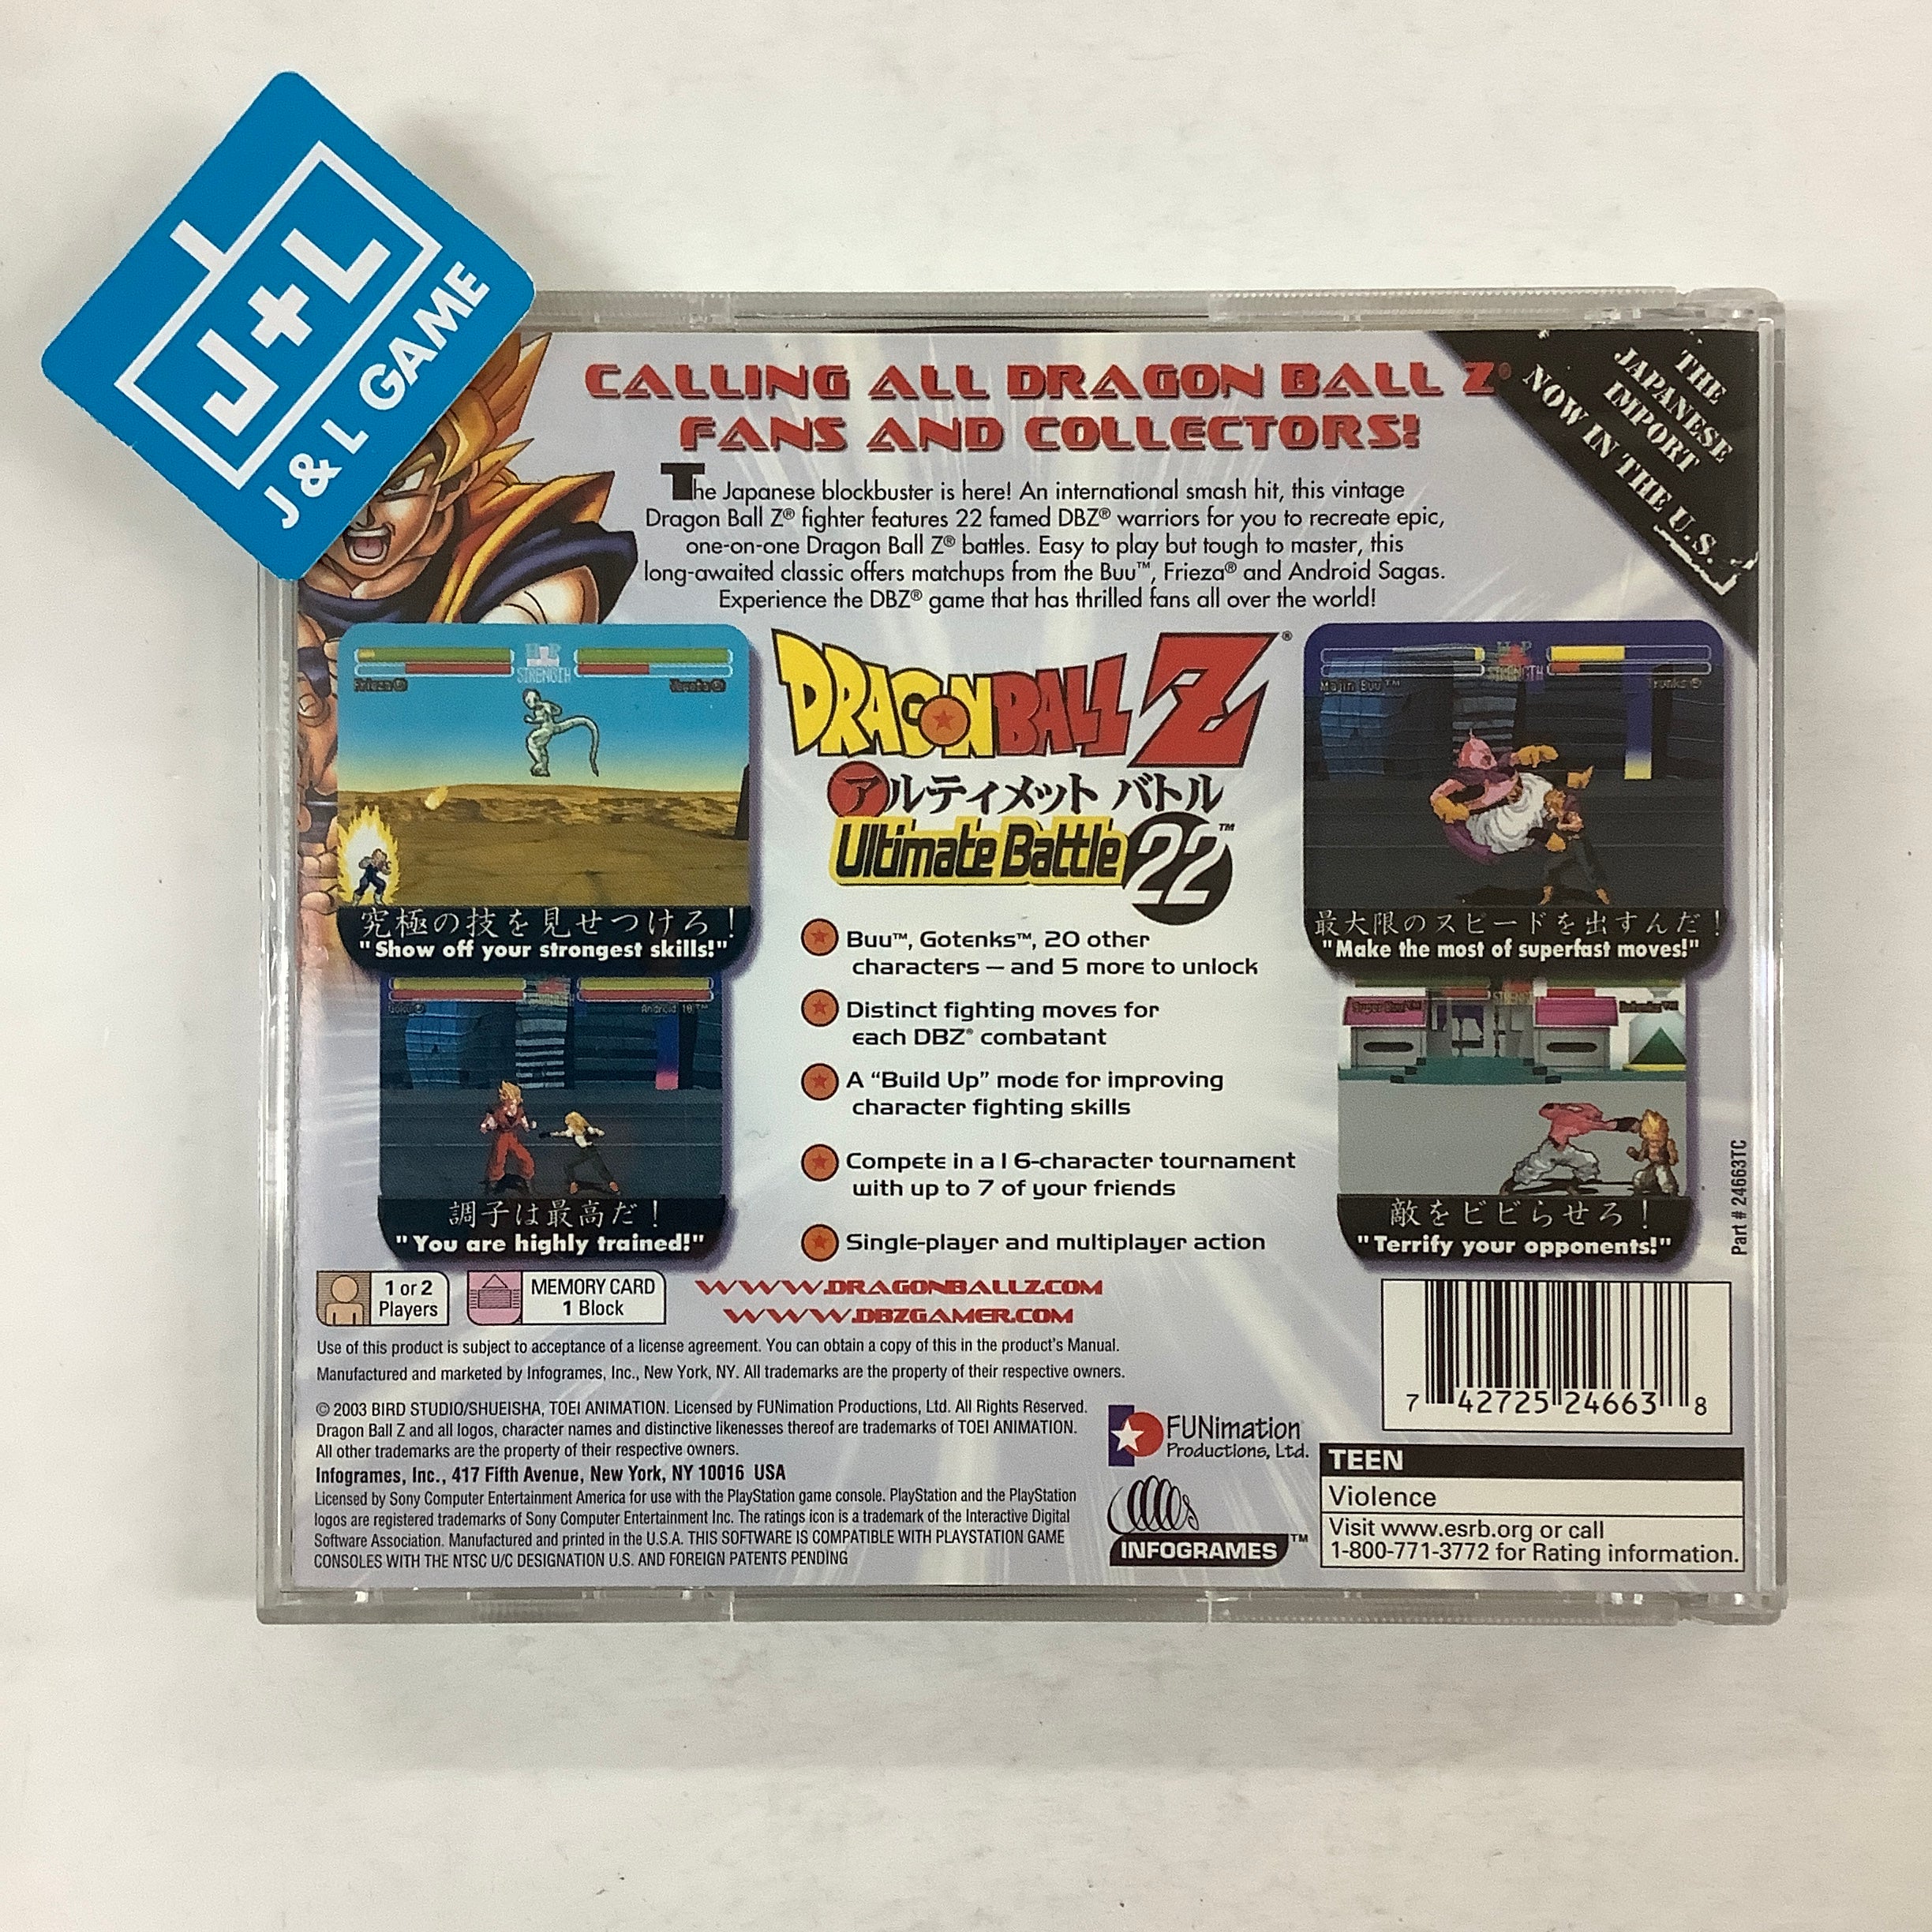 J+L
J & L GAME
CALLING ALL DRAGON BALL Z®
FANS AND COLLECTORS!
THE
JAPANESE
IMPORT
NOW IN THE U.S.
The Japanese blockbuster is here! An international smash hit, this vintage
Dragon Ball Z® fighter features 22 famed DBZ® warriors for you to recreate epic,
one-on-one Dragon Ball Z® battles. Easy to play but tough to master, this
long-awaited classic offers matchups from the Buu™, Frieza® and Android Sagas.
Experience the DBZ® game that has thrilled fans all over the world!
HP
STRENGTH
Frieza® Vegeta®
究極の技を見せつけろ！
"Show off your strongest skills!"
DRAGON BALL Z®
アルティメット バトル
Ultimate Battle 22™
HP
STRENGTH
Majin Buu™ Trunks®
最大限のスピードを出すんだ！
"Make the most of superfast moves!"
Goku® Android 18™
調子は最高だ！
"You are highly trained!"
Buu™, Gotenks™, 20 other
characters — and 5 more to unlock
Distinct fighting moves for
each DBZ® combatant
A “Build Up” mode for improving
character fighting skills
Compete in a 16-character tournament
with up to 7 of your friends
Single-player and multiplayer action
敵をビビらせろ！
"Terrify your opponents!"
Part # 24663TC
1 or 2
Players
MEMORY CARD
1 Block
WWW.DRAGONBALLZ.COM
WWW.DBZGAMER.COM
Use of this product is subject to acceptance of a license agreement. You can obtain a copy of this in the product's Manual.
Manufactured and marketed by Infogrames, Inc., New York, NY. All trademarks are the property of their respective owners.
© 2003 BIRD STUDIO/SHUEISHA, TOEI ANIMATION. Licensed by FUNimation Productions, Ltd. All Rights Reserved.
Dragon Ball Z and all logos, character names and distinctive likenesses thereof are trademarks of TOEI ANIMATION.
All other trademarks are the property of their respective owners.
Infogrames, Inc., 417 Fifth Avenue, New York, NY 10016 USA
Licensed by Sony Computer Entertainment America for use with the PlayStation game console. PlayStation and the PlayStation
logos are registered trademarks of Sony Computer Entertainment Inc. The ratings icon is a trademark of the Interactive Digital
Software Association. Manufactured and printed in the U.S.A. THIS SOFTWARE IS COMPATIBLE WITH PLAYSTATION GAME
CONSOLES WITH THE NTSC U/C DESIGNATION U.S. AND FOREIGN PATENTS PENDING
FUNimation®
Productions, Ltd.
INFOGRAMES™
7 42725 24663 8
TEEN
Violence
Visit www.esrb.org or call
1-800-771-3772 for Rating information.